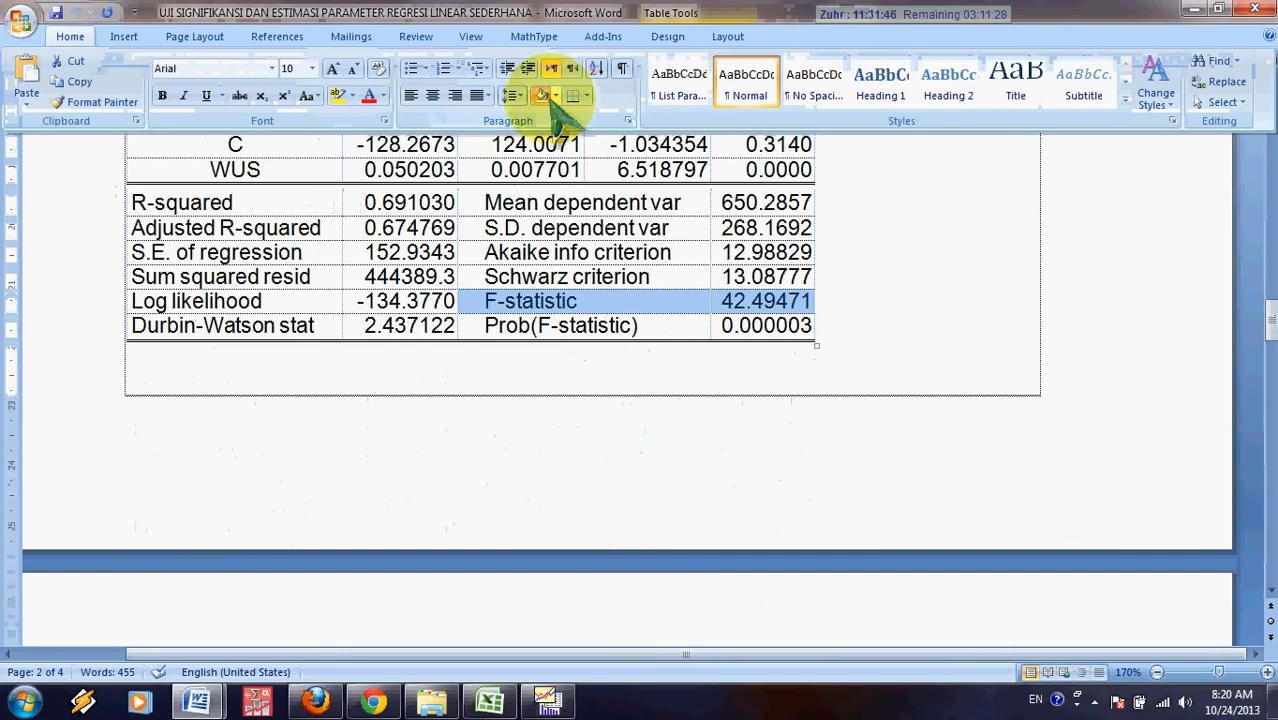 UJI SIGNIFIKANSI DAN ESTIMASI PARAMETER REGRESI LINIER SEDERHANA - Microsoft Word
Table Tools
Zuhr : 11:31:46 Remaining 03:11:28
Home Insert Page Layout References Mailings Review View MathType Add-Ins Design Layout
Paste
Cut
Copy
Format Painter
Clipboard
Arial 10
Font
Paragraph
AaBbCcDc AaBbCcDc AaBbCcDc AaBbC AaBbCc AaB AaBbCc
¶ List Para... ¶ Normal ¶ No Spaci... Heading 1 Heading 2 Title Subtitle
Change Styles
Styles
Find
Replace
Select
Editing
C -128.2673 124.0071 -1.034354 0.3140
WUS 0.050203 0.007701 6.518797 0.0000
R-squared 0.691030 Mean dependent var 650.2857
Adjusted R-squared 0.674769 S.D. dependent var 268.1692
S.E. of regression 152.9343 Akaike info criterion 12.98829
Sum squared resid 444389.3 Schwarz criterion 13.08777
Log likelihood -134.3770 F-statistic 42.49471
Durbin-Watson stat 2.437122 Prob(F-statistic) 0.000003
Page: 2 of 4 Words: 455 English (United States) 170%
EN 8:20 AM
10/24/2013